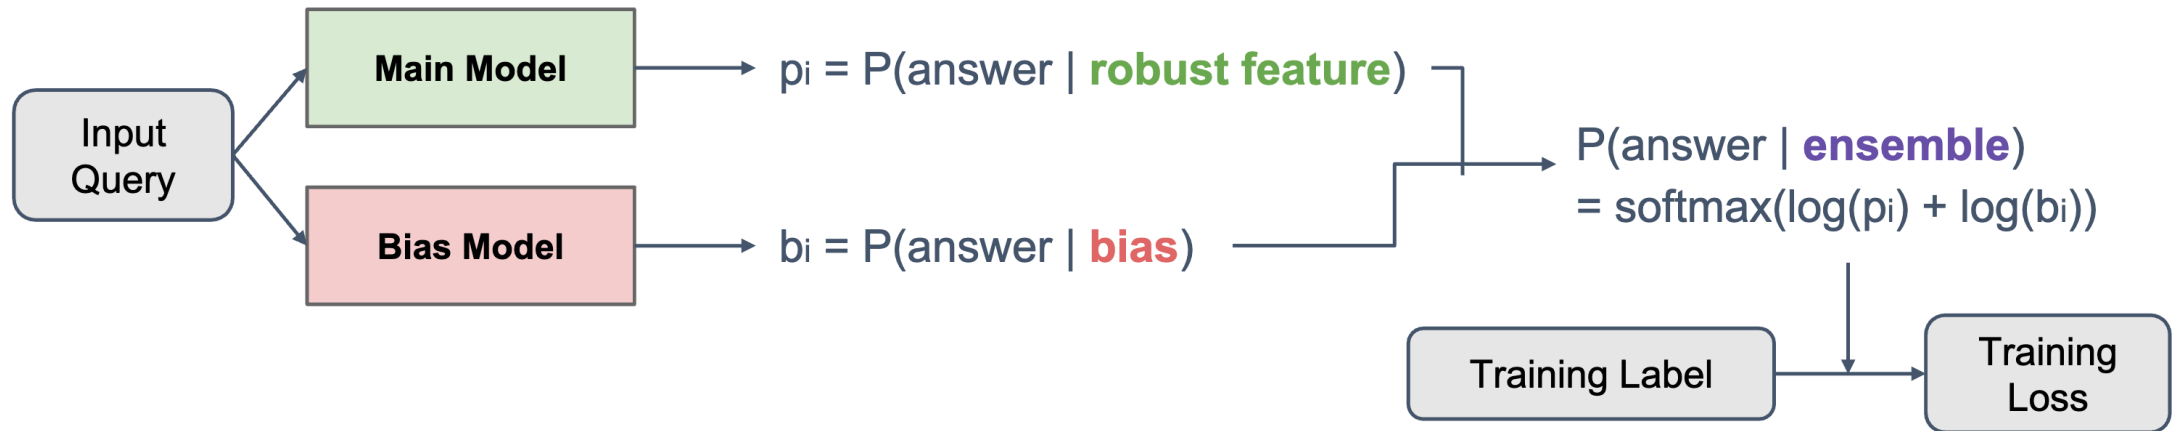 Input
Query
Main Model
Bias Model
pi = P(answer | robust feature)
bi = P(answer | bias)
P(answer | ensemble)
= softmax(log(pi) + log(bi))
Training Label
Training
Loss